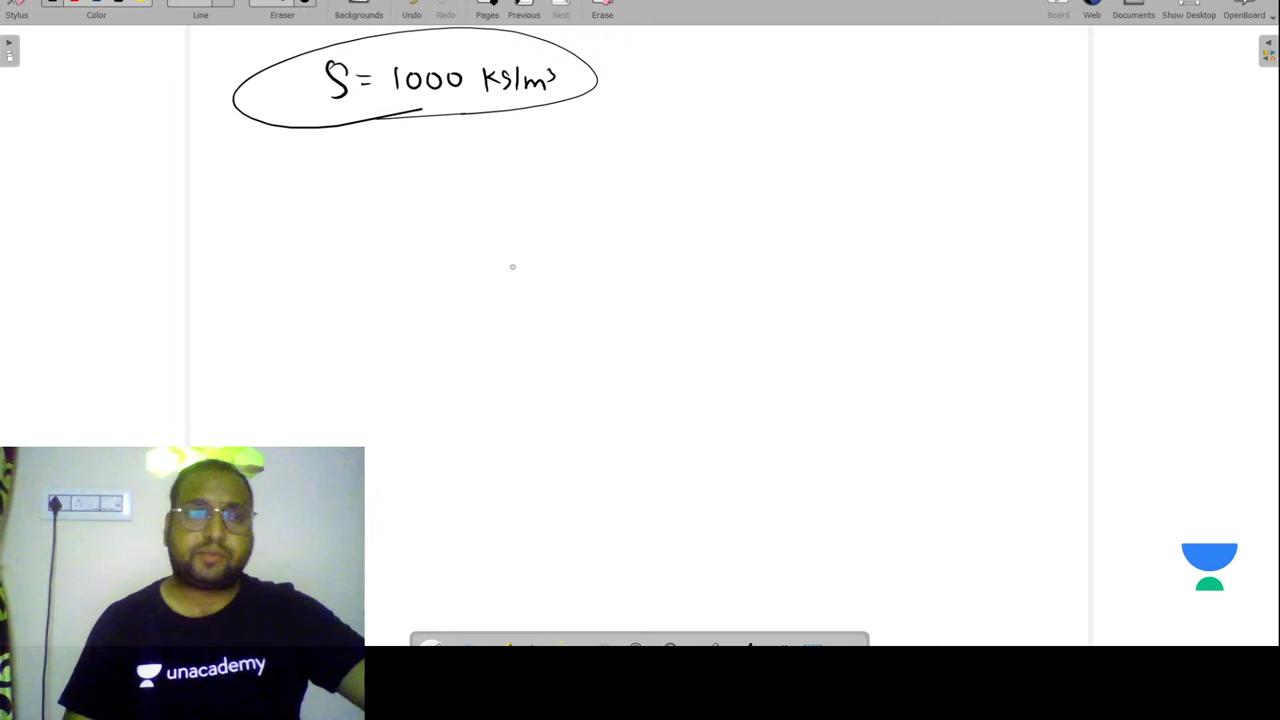 Stylus Color Line Eraser Backgrounds Undo Redo Pages Previous Next Erase Board Web Documents Show Desktop OpenBoard
S = 1000 kg/m³
unacademy